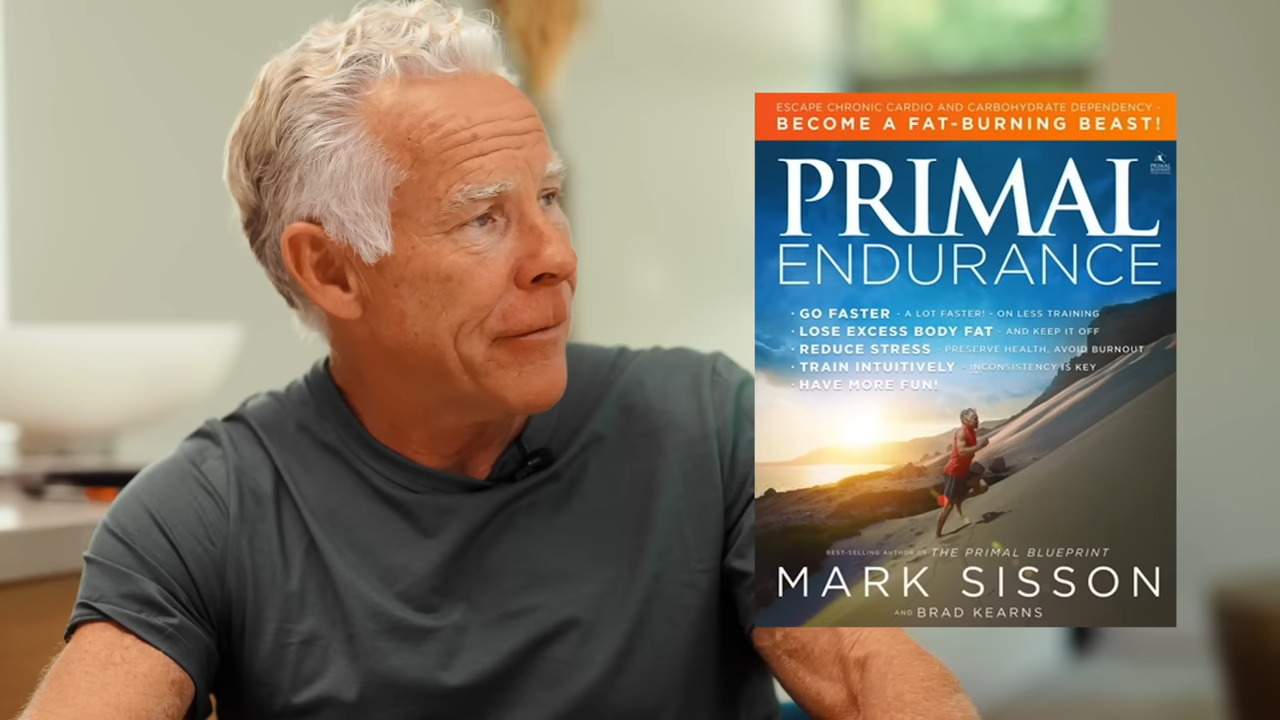 ESCAPE CHRONIC CARDIO AND CARBOHYDRATE DEPENDENCY -
BECOME A FAT-BURNING BEAST!
PRIMAL
ENDURANCE
· GO FASTER - A LOT FASTER! - ON LESS TRAINING
· LOSE EXCESS BODY FAT - AND KEEP IT OFF
· REDUCE STRESS - PRESERVE HEALTH, AVOID BURNOUT
· TRAIN INTUITIVELY - INCONSISTENCY IS KEY
· HAVE MORE FUN!
BEST-SELLING AUTHOR OF THE PRIMAL BLUEPRINT
MARK SISSON
AND BRAD KEARNS